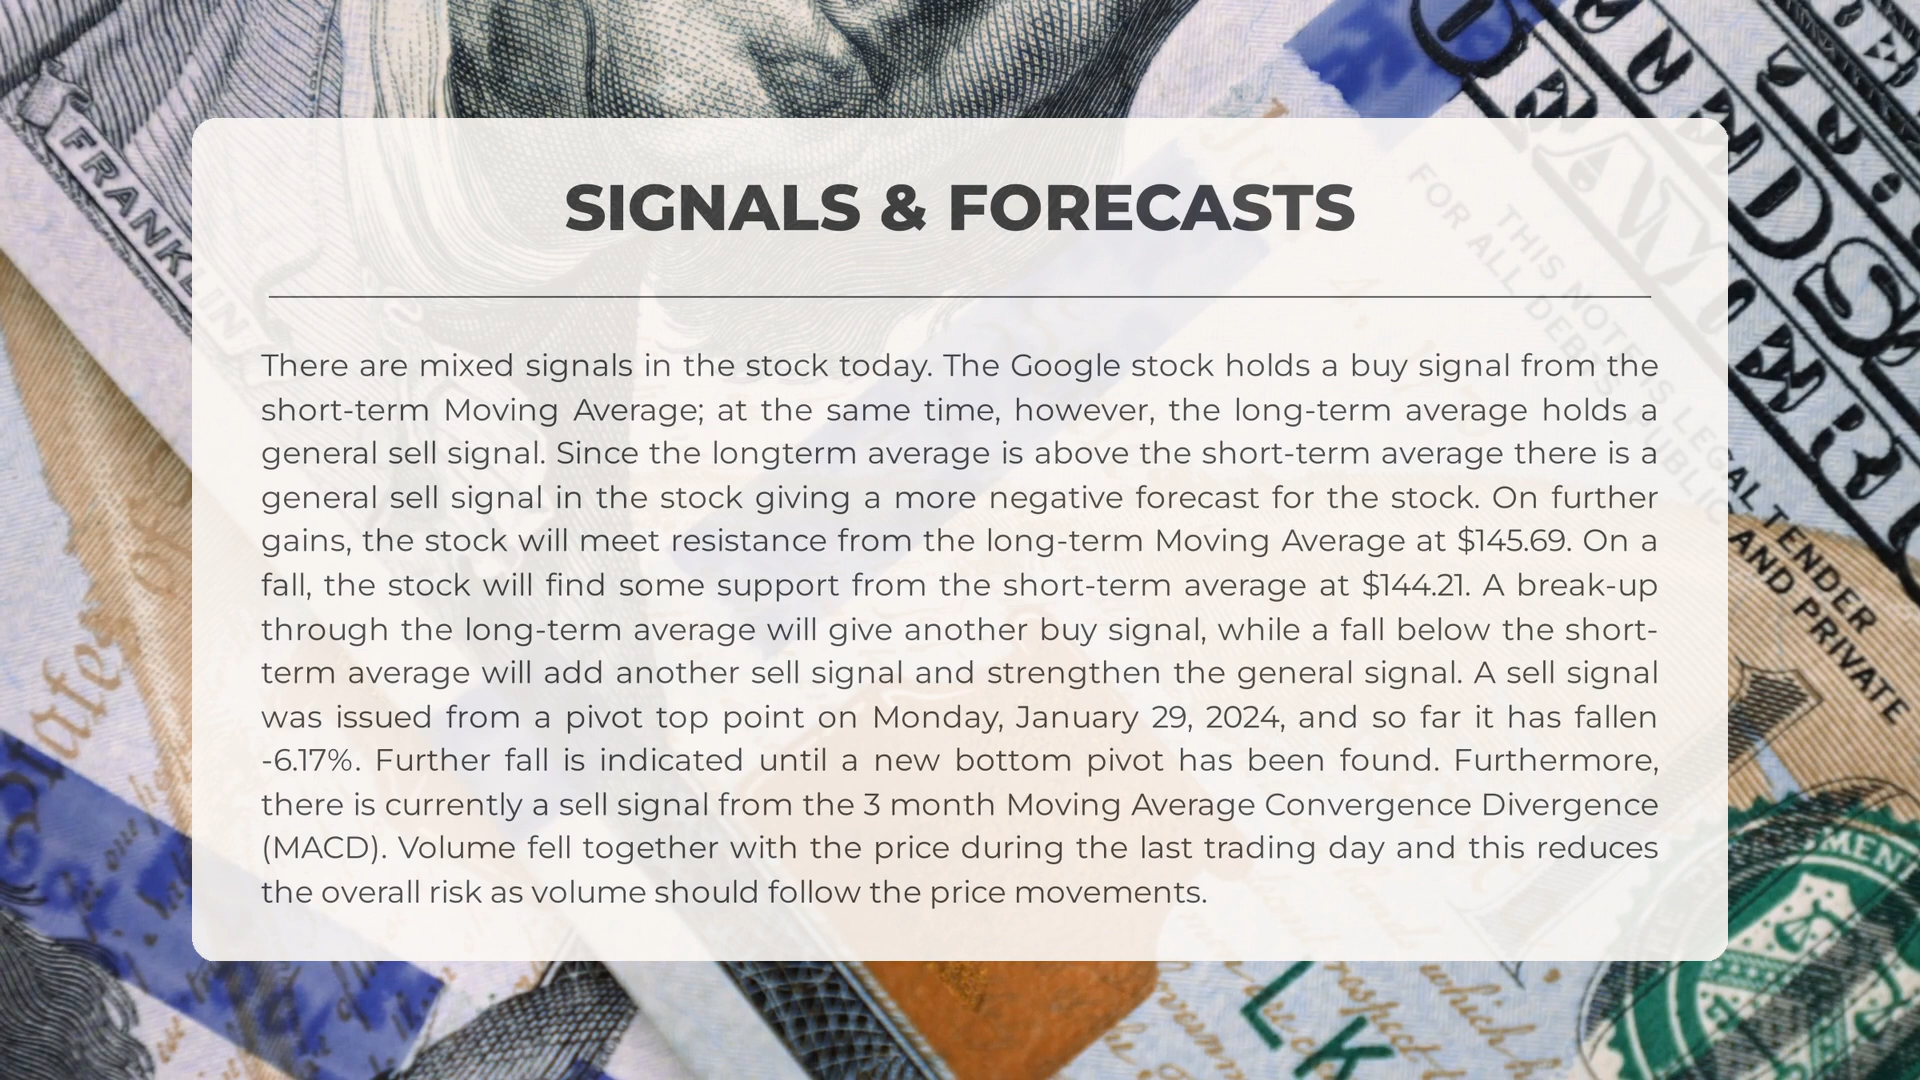 SIGNALS & FORECASTS
There are mixed signals in the stock today. The Google stock holds a buy signal from the
short-term Moving Average; at the same time, however, the long-term average holds a
general sell signal. Since the longterm average is above the short-term average there is a
general sell signal in the stock giving a more negative forecast for the stock. On further
gains, the stock will meet resistance from the long-term Moving Average at $145.69. On a
fall, the stock will find some support from the short-term average at $144.21. A break-up
through the long-term average will give another buy signal, while a fall below the short-
term average will add another sell signal and strengthen the general signal. A sell signal
was issued from a pivot top point on Monday, January 29, 2024, and so far it has fallen
-6.17%. Further fall is indicated until a new bottom pivot has been found. Furthermore,
there is currently a sell signal from the 3 month Moving Average Convergence Divergence
(MACD). Volume fell together with the price during the last trading day and this reduces
the overall risk as volume should follow the price movements.
FRANKLIN
THIS NOTE IS LEGAL TENDER
FOR ALL DEBTS PUBLIC AND PRIVATE